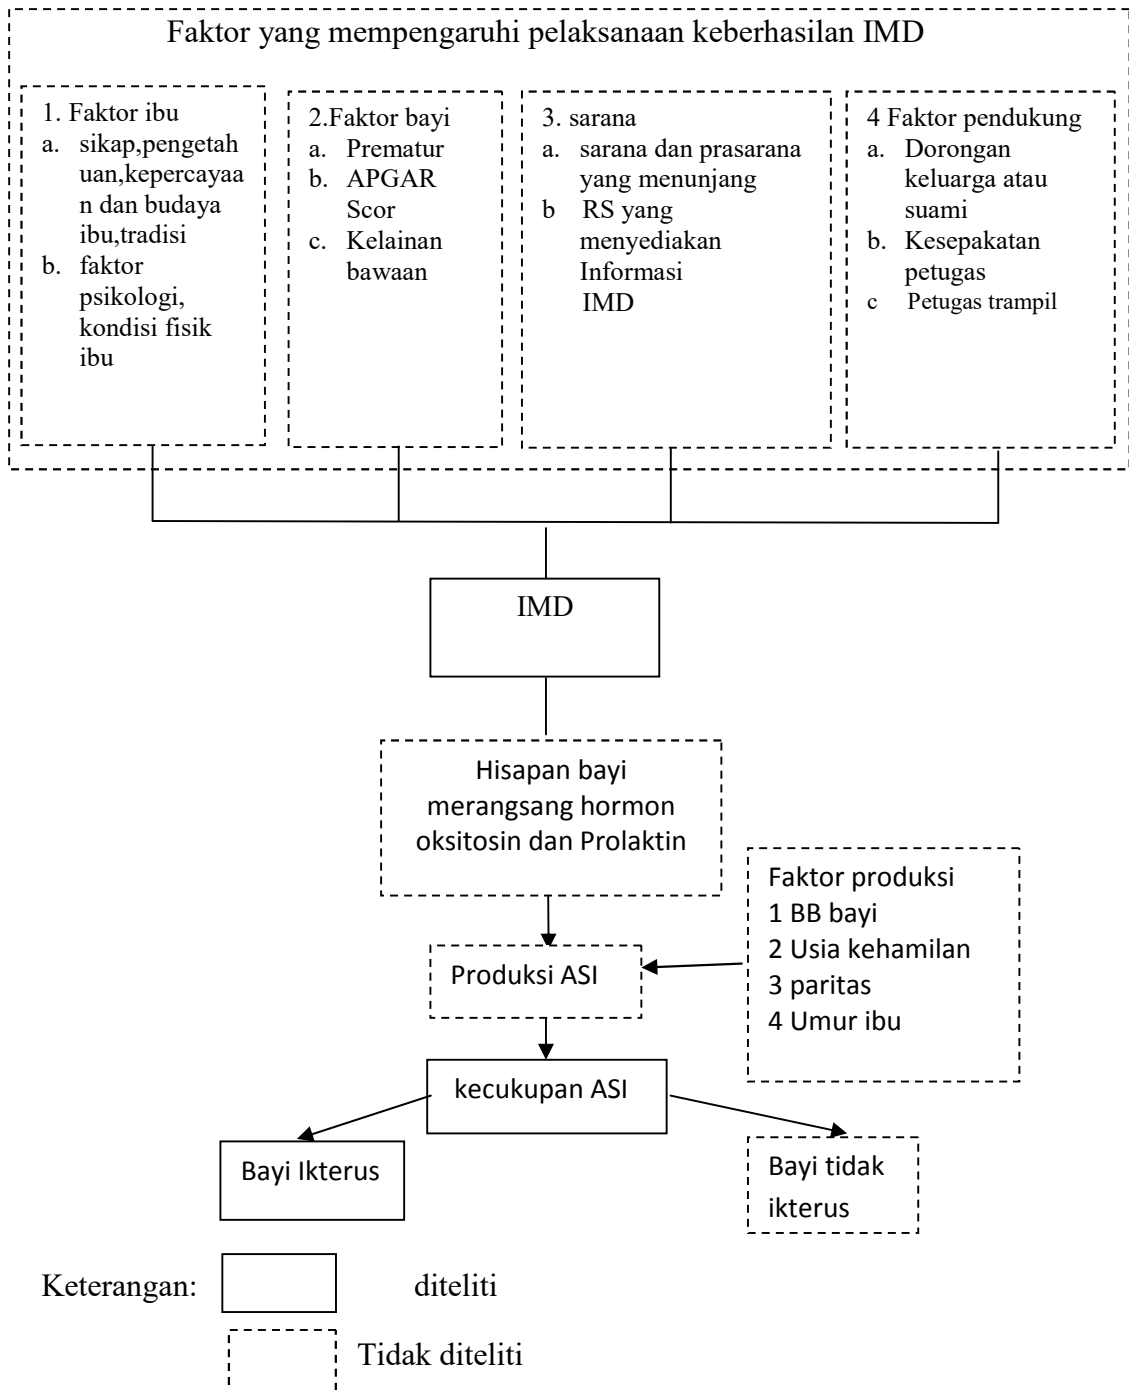 Faktor yang mempengaruhi pelaksanaan keberhasilan IMD
1. Faktor ibu
a. sikap,pengetah
uan,kepercayaa
n dan budaya
ibu,tradisi
b. faktor
psikologi,
kondisi fisik
ibu
2.Faktor bayi
a. Prematur
b. APGAR
Scor
c. Kelainan
bawaan
3. sarana
a. sarana dan prasarana
yang menunjang
b RS yang
menyediakan
Informasi
IMD
4 Faktor pendukung
a. Dorongan
keluarga atau
suami
b. Kesepakatan
petugas
c Petugas trampil
IMD
Hisapan bayi
merangsang hormon
oksitosin dan Prolaktin
Faktor produksi
1 BB bayi
2 Usia kehamilan
3 paritas
4 Umur ibu
Produksi ASI
kecukupan ASI
Bayi Ikterus
Bayi tidak
ikterus
Keterangan: diteliti
Tidak diteliti